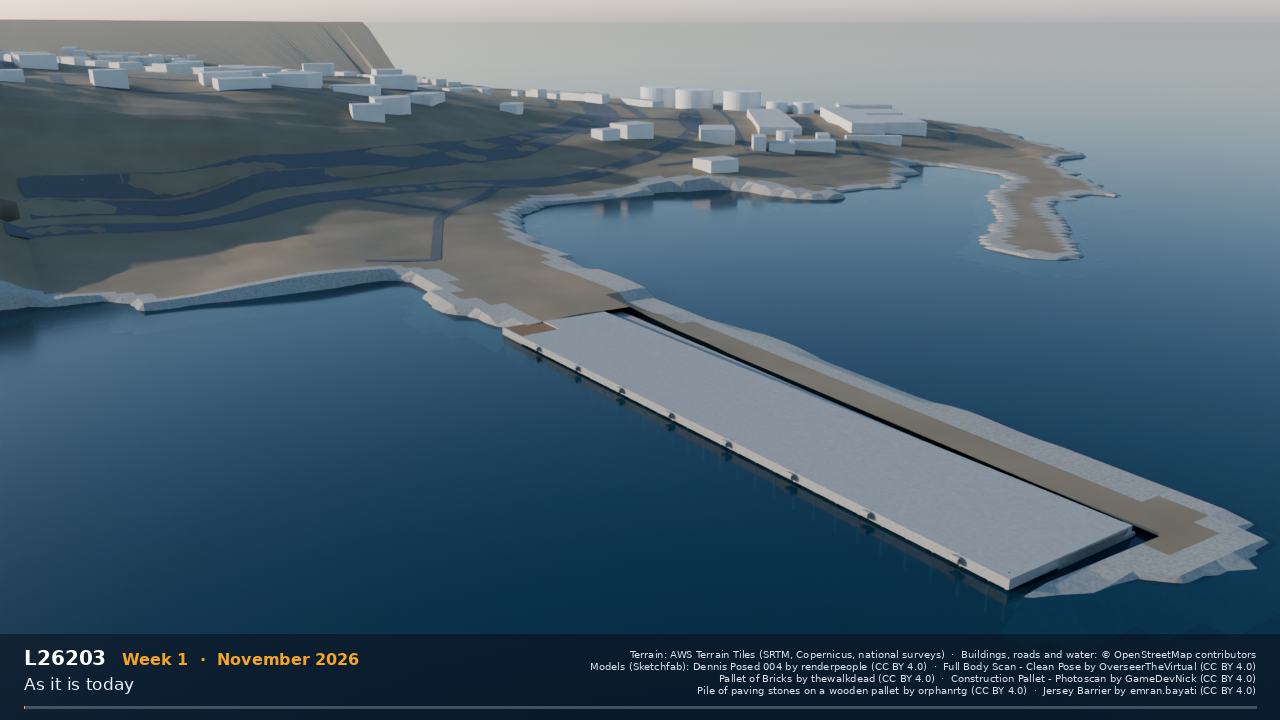 L26203 Week 1 · November 2026
As it is today
Terrain: AWS Terrain Tiles (SRTM, Copernicus, national surveys) · Buildings, roads and water: © OpenStreetMap contributors
Models (Sketchfab): Dennis Posed 004 by renderpeople (CC BY 4.0) · Full Body Scan - Clean Pose by OverseerTheVirtual (CC BY 4.0)
Pallet of Bricks by thewalkdead (CC BY 4.0) · Construction Pallet - Photoscan by GameDevNick (CC BY 4.0)
Pile of paving stones on a wooden pallet by orphanrtg (CC BY 4.0) · Jersey Barrier by emran.bayati (CC BY 4.0)